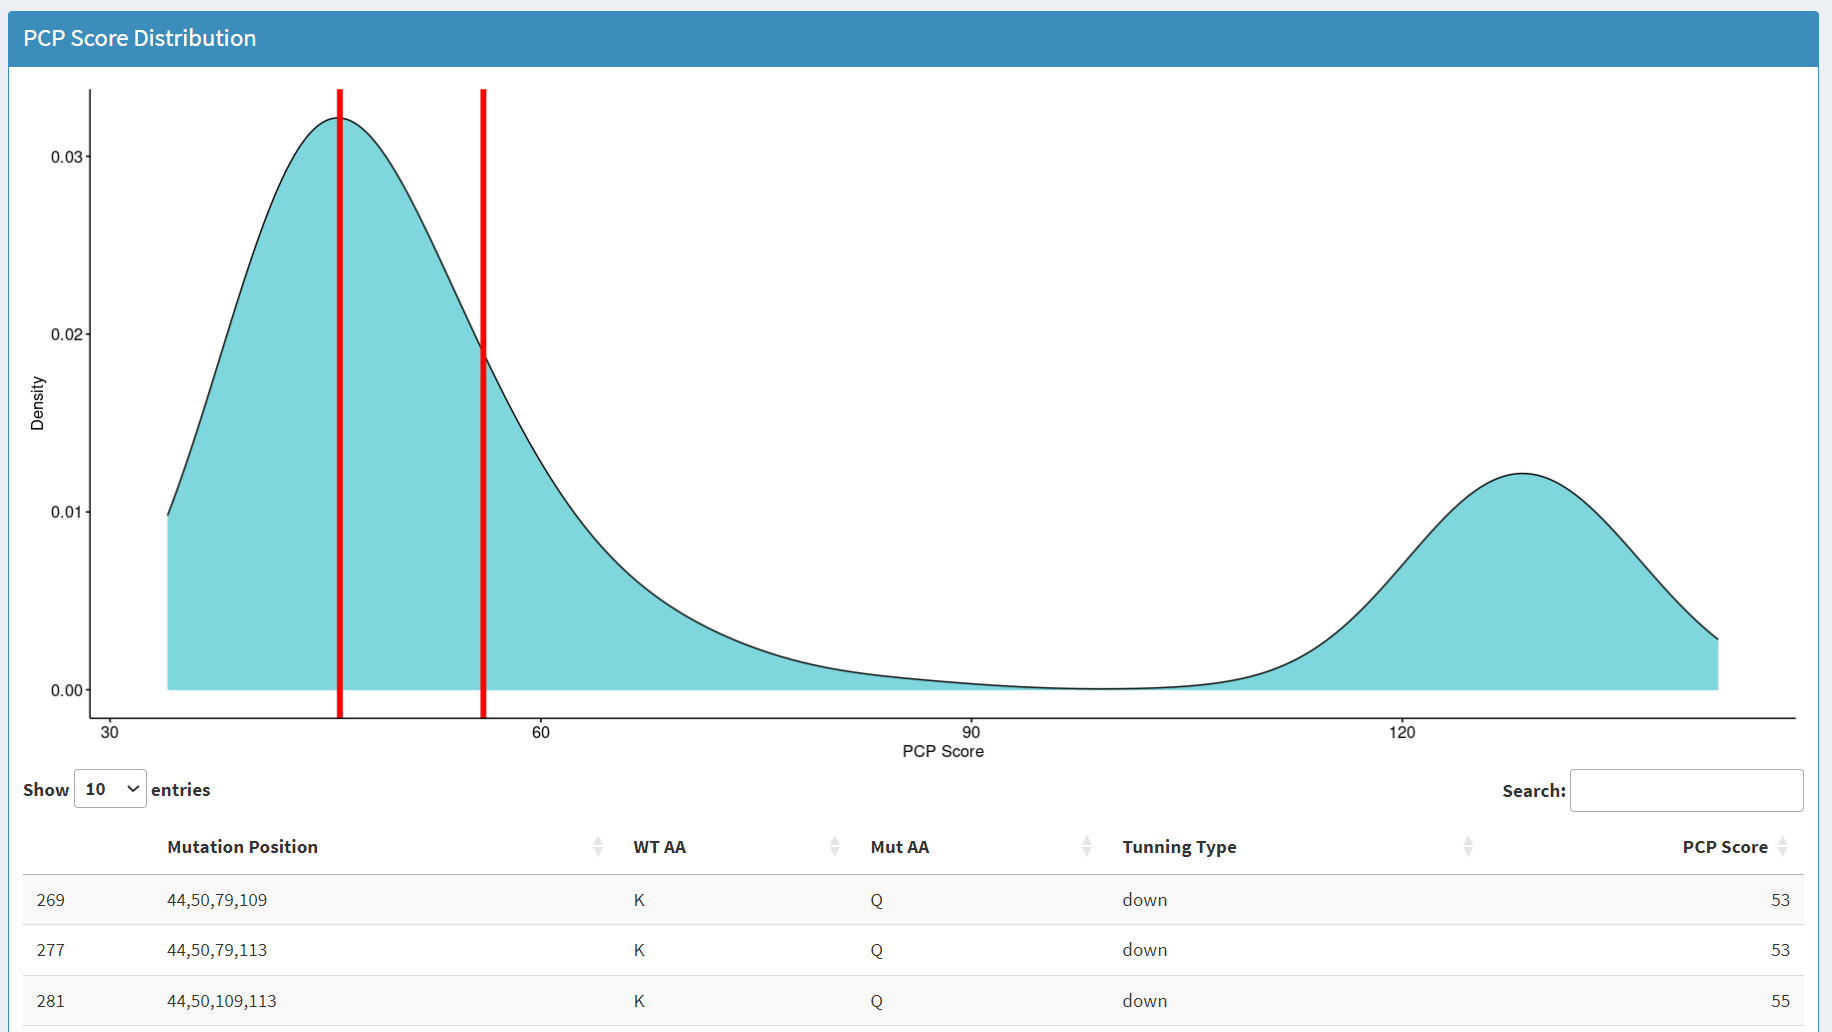 PCP Score Distribution
0.03
0.02
0.01
0.00
Density
30 60 90 120
PCP Score
Show 10 entries Search:
Mutation Position WT AA Mut AA Tunning Type PCP Score
269 44,50,79,109 K Q down 53
277 44,50,79,113 K Q down 53
281 44,50,109,113 K Q down 55